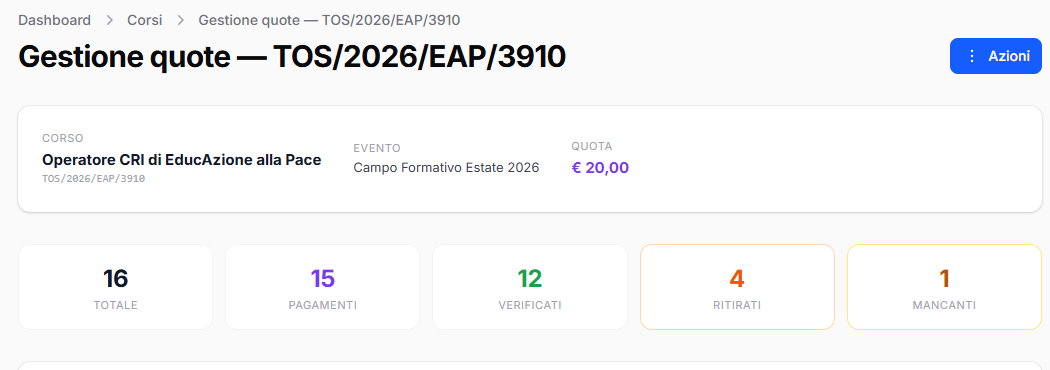 Dashboard > Corsi > Gestione quote — TOS/2026/EAP/3910
Gestione quote — TOS/2026/EAP/3910
⋮ Azioni
CORSO
Operatore CRI di EducAzione alla Pace
TOS/2026/EAP/3910
EVENTO
Campo Formativo Estate 2026
QUOTA
€ 20,00
16
TOTALE
15
PAGAMENTI
12
VERIFICATI
4
RITIRATI
1
MANCANTI